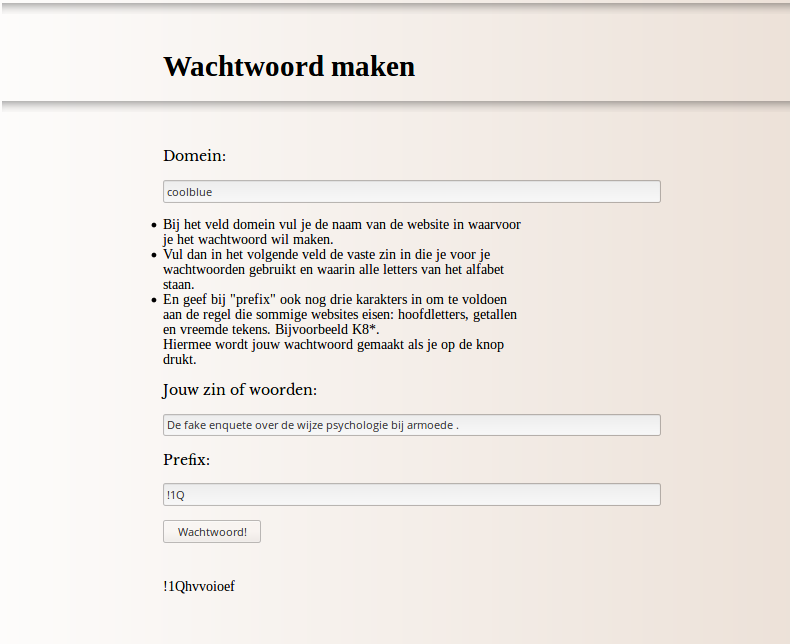 Wachtwoord maken
Domein:
coolblue
Bij het veld domein vul je de naam van de website in waarvoor
je het wachtwoord wil maken.
Vul dan in het volgende veld de vaste zin in die je voor je
wachtwoorden gebruikt en waarin alle letters van het alfabet
staan.
En geef bij "prefix" ook nog drie karakters in om te voldoen
aan de regel die sommige websites eisen: hoofdletters, getallen
en vreemde tekens. Bijvoorbeeld K8*.
Hiermee wordt jouw wachtwoord gemaakt als je op de knop
drukt.
Jouw zin of woorden:
De fake enquete over de wijze psychologie bij armoede .
Prefix:
!1Q
Wachtwoord!
!1Qhvvoioef